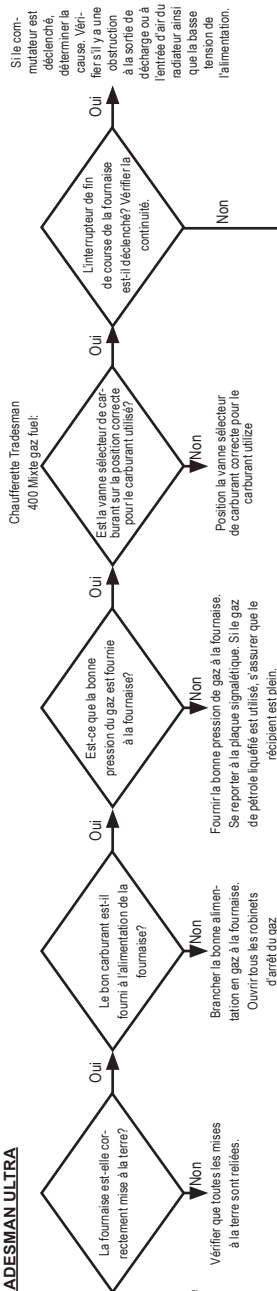 ADESMAN ULTRA
La fournaise est-elle cor-
rectement mise à la terre?
Non
Vérifier que toutes les mises
à la terre sont reliées.
Oui
Le bon carburant est-il
fourni à l'alimentation de la
fournaise?
Non
Brancher la bonne alimen-
tation en gaz à la fournaise.
Ouvrir tous les robinets
d'arrêt du gaz
Oui
Est-ce que la bonne
pression du gaz est fournie
à la fournaise?
Non
Fournir la bonne pression de gaz à la fournaise.
Se reporter à la plaque signalétique. Si le gaz
de pétrole liquéfié est utilisé, s'assurer que le
récipient est plein.
Oui
Chaufferette Tradesman
400 Mixte gaz fuel:
Est la vanne sélecteur de car-
burant sur la position correcte
pour le carburant utilisé?
Non
Position la vanne sélecteur
de carburant correcte pour le
carburant utilize
Oui
L'interrupteur de fin
de course de la fournaise
est-il déclenché? Vérifier la
continuité.
Non
Oui
Si le com-
mutateur est
déclenché,
déterminer la
cause. Véri-
fier s'il y a une
obstruction
à la sortie de
décharge ou à
l'entrée d'air du
radiateur ainsi
que la basse
tension de
l'alimentation.